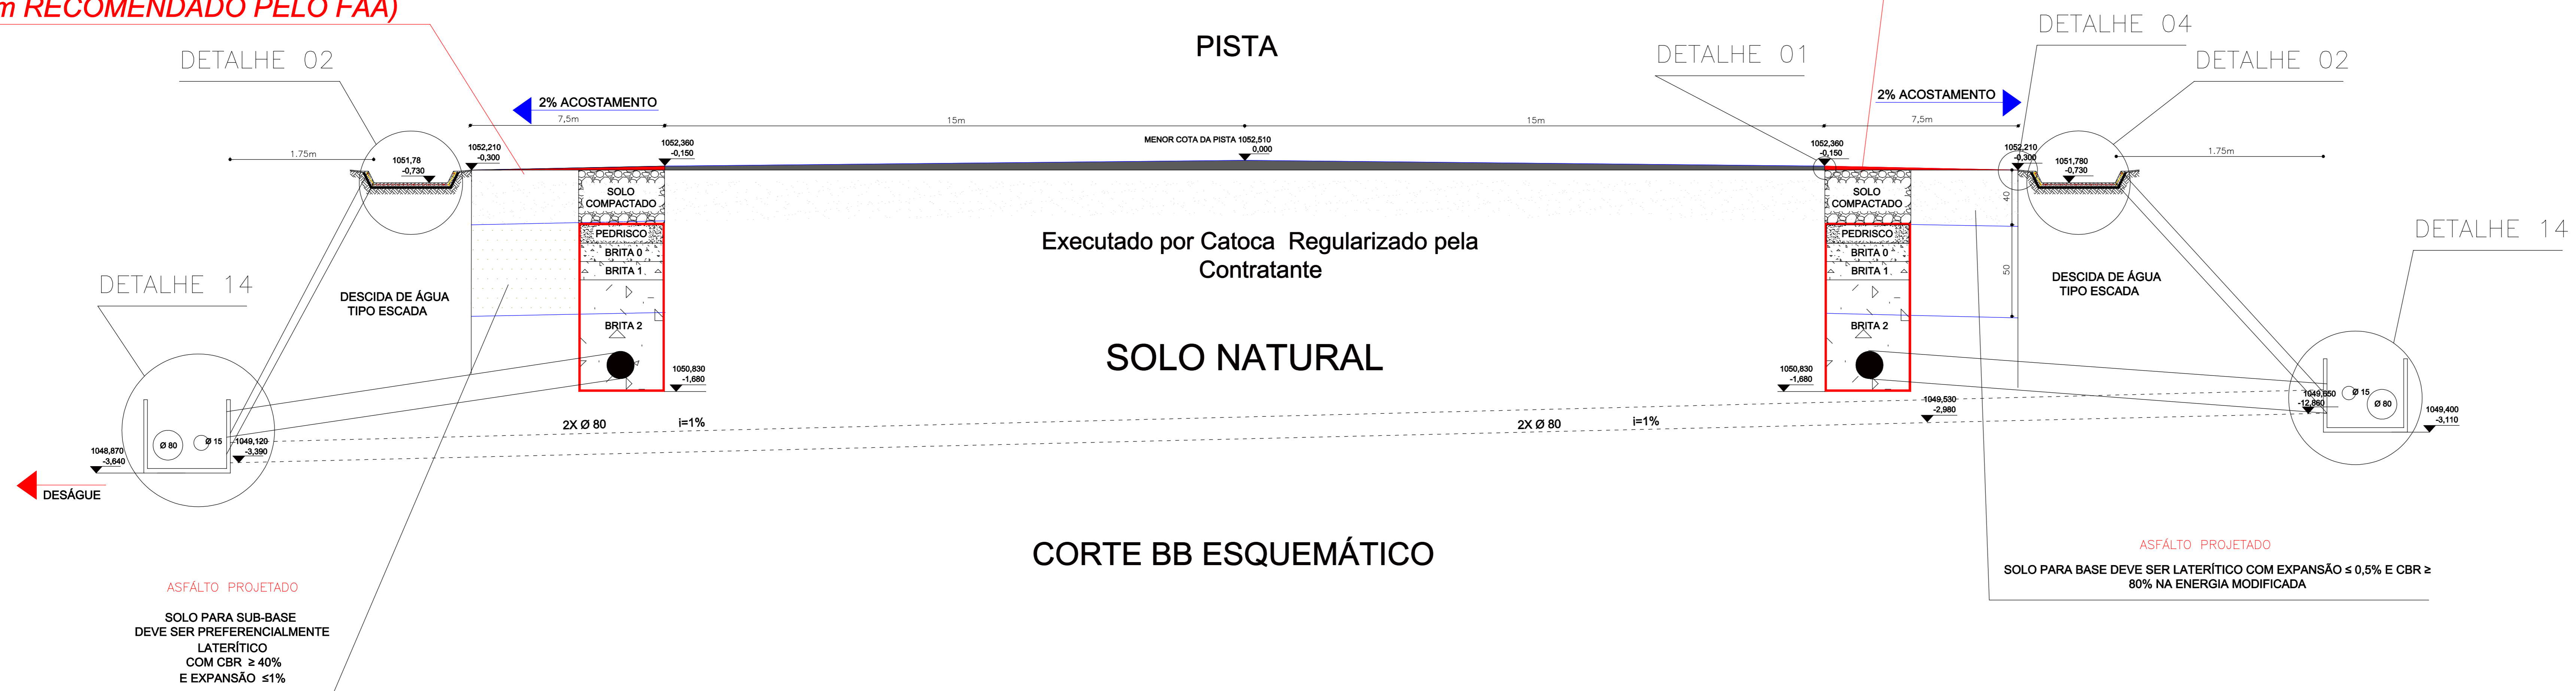 m RECOMENDADO PELO FAA)
PISTA
DETALHE 02
DETALHE 01
DETALHE 04
DETALHE 02
2% ACOSTAMENTO
2% ACOSTAMENTO
7,5m
15m
15m
7,5m
MENOR COTA DA PISTA 1052,510
0,000
1.75m
1051,78
-0,730
1052,210
-0,300
1052,360
-0,150
1052,360
-0,150
1052,210
-0,300
1051,780
-0,730
1.75m
SOLO
COMPACTADO
PEDRISCO
BRITA 0
BRITA 1
BRITA 2
Executado por Catoca Regularizado pela
Contratante
SOLO
COMPACTADO
PEDRISCO
BRITA 0
BRITA 1
BRITA 2
40
50
DETALHE 14
DETALHE 14
DESCIDA DE ÁGUA
TIPO ESCADA
DESCIDA DE ÁGUA
TIPO ESCADA
SOLO NATURAL
1050,830
-1,680
1050,830
-1,680
1049,530
-2,980
1049,650
-12,860
Ø 15
Ø 80
1049,400
-3,110
2X Ø 80
i=1%
2X Ø 80
i=1%
Ø 80
Ø 15
1049,120
-3,390
1048,870
-3,640
DESÁGUE
CORTE BB ESQUEMÁTICO
ASFÁLTO PROJETADO
SOLO PARA SUB-BASE
DEVE SER PREFERENCIALMENTE
LATERÍTICO
COM CBR ≥ 40%
E EXPANSÃO ≤1%
ASFÁLTO PROJETADO
SOLO PARA BASE DEVE SER LATERÍTICO COM EXPANSÃO ≤ 0,5% E CBR ≥
80% NA ENERGIA MODIFICADA